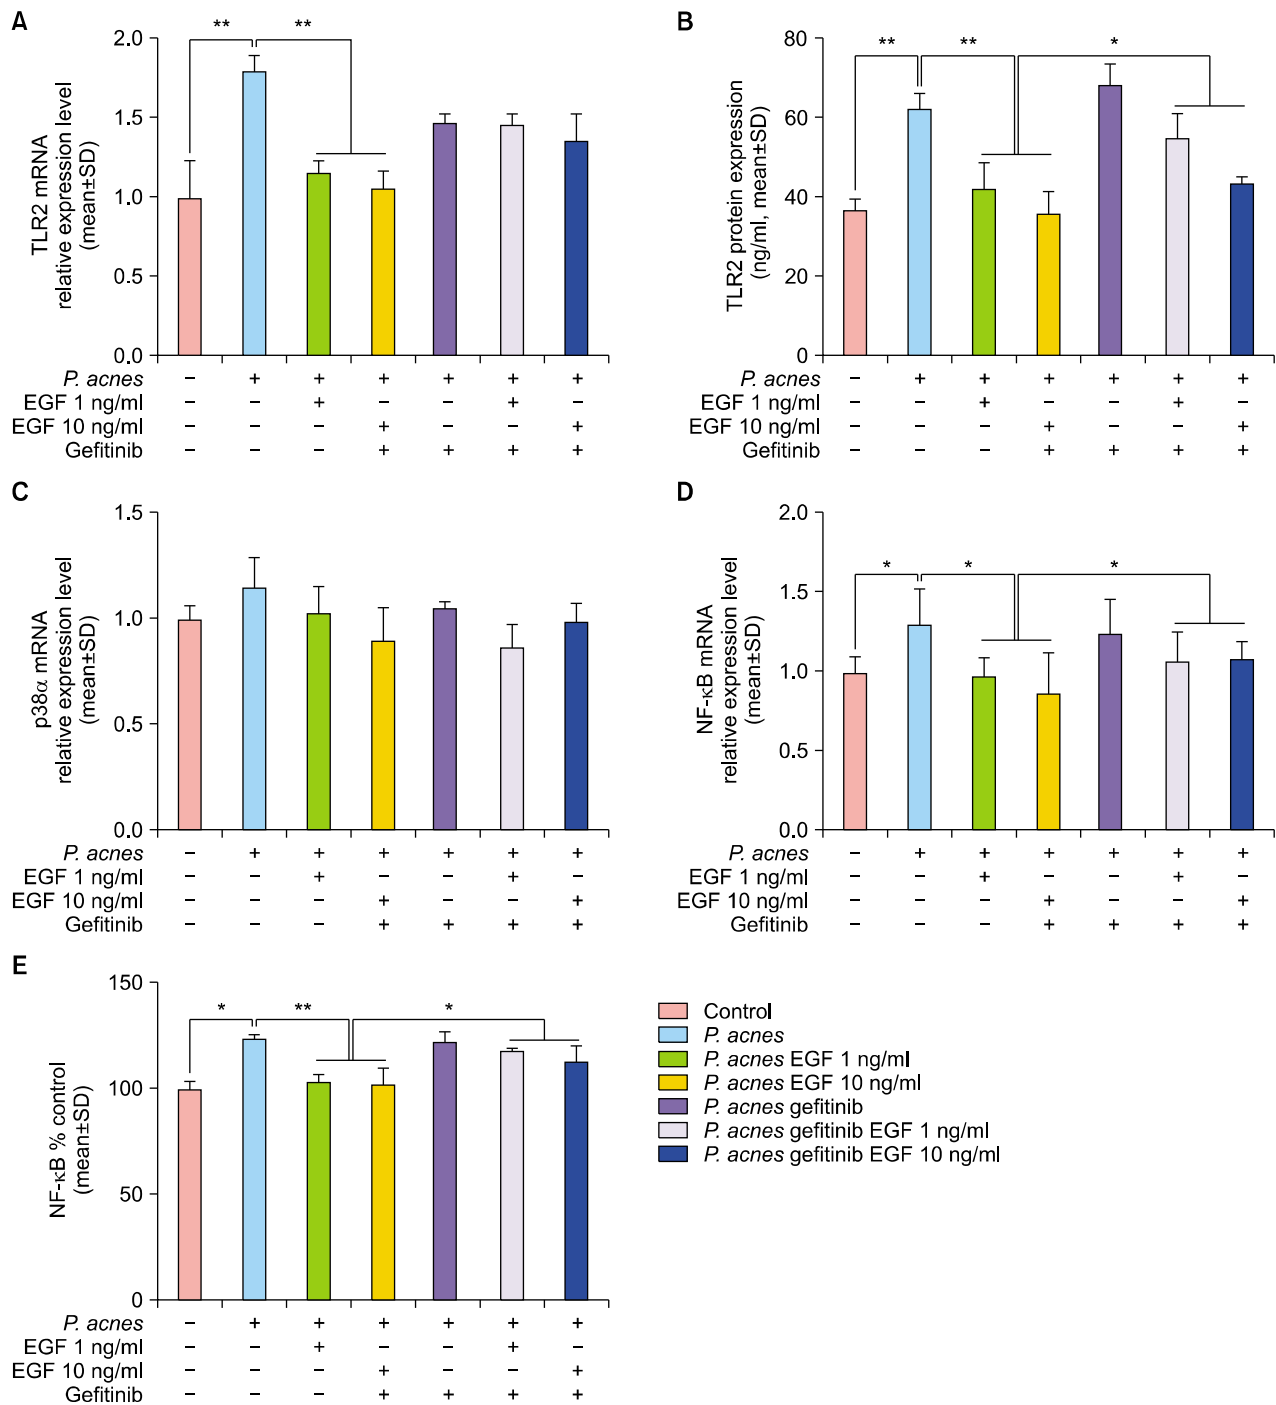 A
** **
2.0
1.5
1.0
0.5
0.0
TLR2 mRNA
relative expression level
(mean±SD)
P. acnes − + + + + + +
EGF 1 ng/ml − − + − − + −
EGF 10 ng/ml − − − + − − +
Gefitinib − − − + + + +
B
** ** *
80
60
40
20
0
TLR2 protein expression
(ng/ml, mean±SD)
P. acnes − + + + + + +
EGF 1 ng/ml − − + − − + −
EGF 10 ng/ml − − − + − − +
Gefitinib − − − + + + +
C
1.5
1.0
0.5
0.0
p38α mRNA
relative expression level
(mean±SD)
P. acnes − + + + + + +
EGF 1 ng/ml − − + − − + −
EGF 10 ng/ml − − − + − − +
Gefitinib − − − + + + +
D
* * *
2.0
1.5
1.0
0.5
0.0
NF-κB mRNA
relative expression level
(mean±SD)
P. acnes − + + + + + +
EGF 1 ng/ml − − + − − + −
EGF 10 ng/ml − − − + − − +
Gefitinib − − − + + + +
E
* ** *
150
100
50
0
NF-κB % control
(mean±SD)
P. acnes − + + + + + +
EGF 1 ng/ml − − + − − + −
EGF 10 ng/ml − − − + − − +
Gefitinib − − − + + + +
Control
P. acnes
P. acnes EGF 1 ng/ml
P. acnes EGF 10 ng/ml
P. acnes gefitinib
P. acnes gefitinib EGF 1 ng/ml
P. acnes gefitinib EGF 10 ng/ml